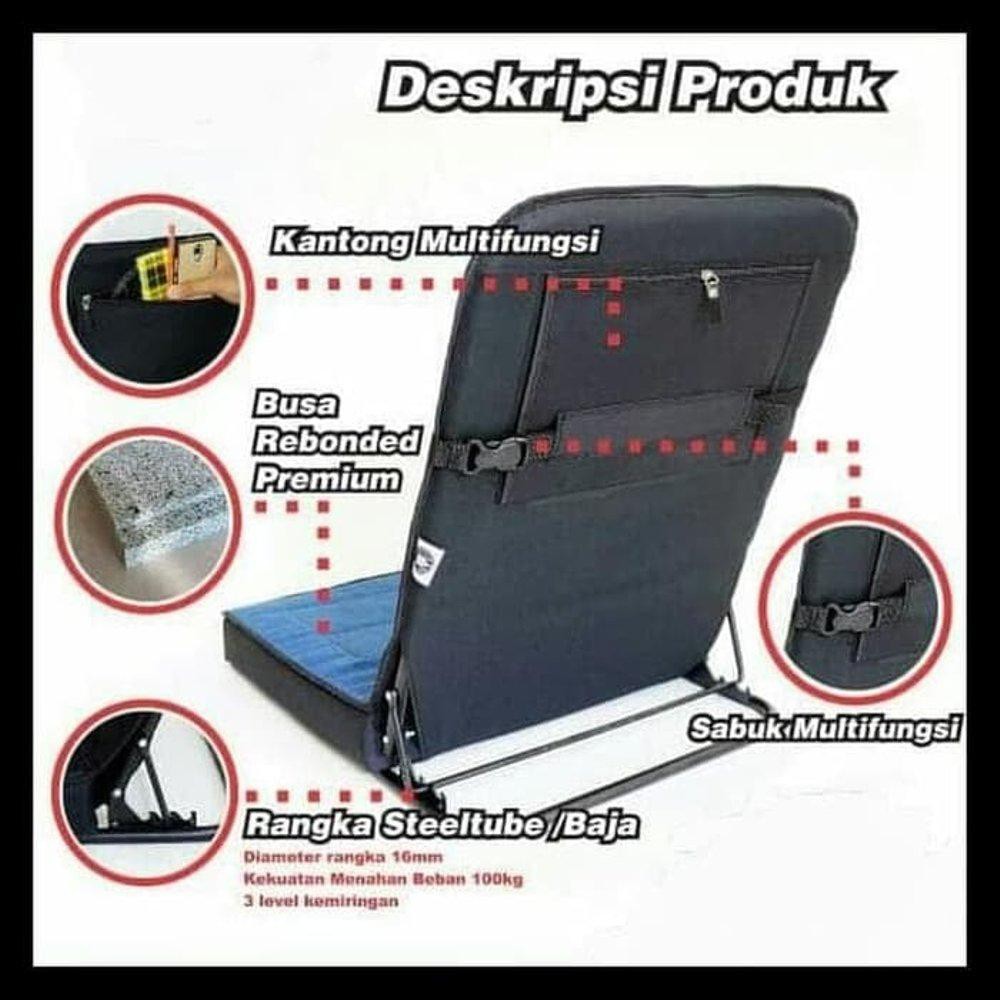 Deskripsi Produk
Kantong Multifungsi
Busa
Rebonded
Premium
Sabuk Multifungsi
Rangka Steeltube /Baja
Diameter rangka 16mm
Kekuatan Menahan Beban 100kg
3 level kemiringan